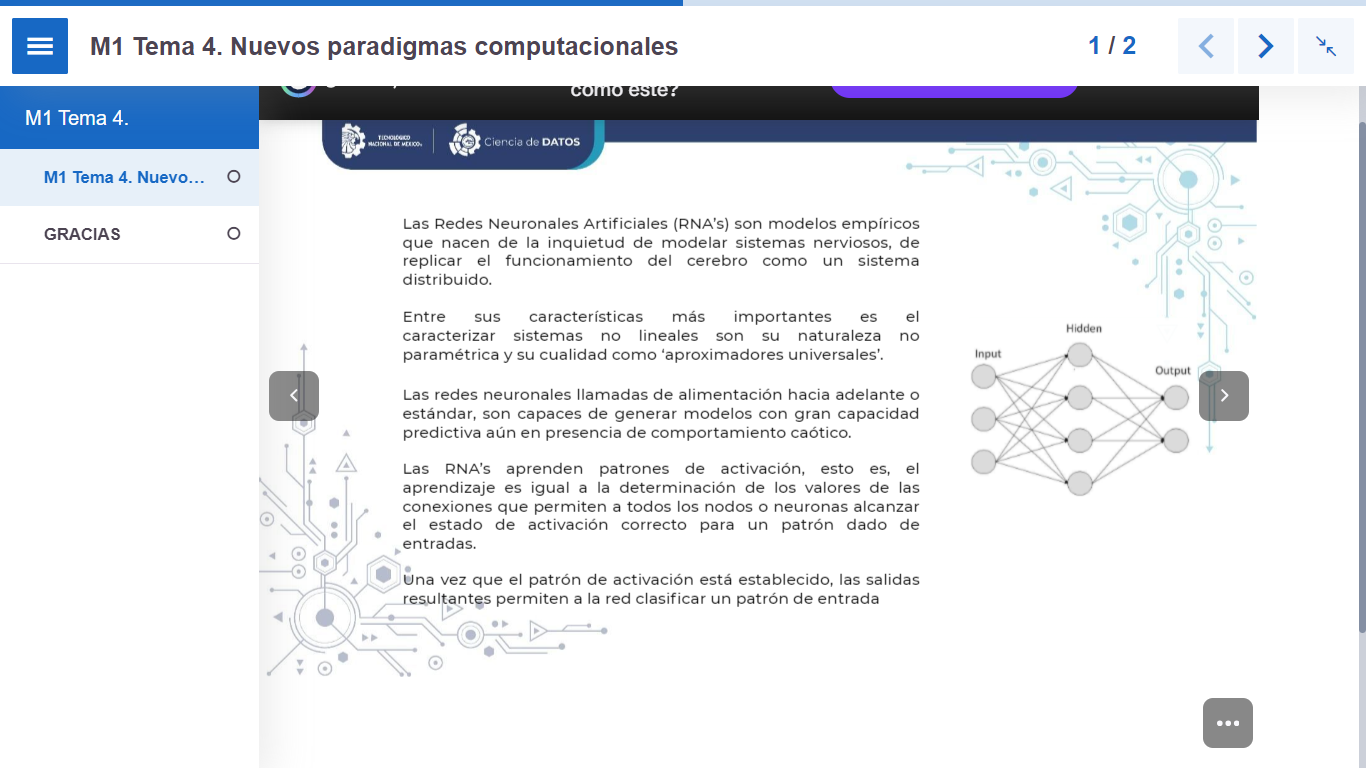 M1 Tema 4. Nuevos paradigmas computacionales
1 / 2
M1 Tema 4.
M1 Tema 4. Nuevo...
GRACIAS
como este?
TECNOLÓGICO
NACIONAL DE MÉXICO
Ciencia de DATOS
Las Redes Neuronales Artificiales (RNA’s) son modelos empíricos
que nacen de la inquietud de modelar sistemas nerviosos, de
replicar el funcionamiento del cerebro como un sistema
distribuido.
Entre sus características más importantes es el
caracterizar sistemas no lineales son su naturaleza no
paramétrica y su cualidad como ‘aproximadores universales’.
Las redes neuronales llamadas de alimentación hacia adelante o
estándar, son capaces de generar modelos con gran capacidad
predictiva aún en presencia de comportamiento caótico.
Las RNA’s aprenden patrones de activación, esto es, el
aprendizaje es igual a la determinación de los valores de las
conexiones que permiten a todos los nodos o neuronas alcanzar
el estado de activación correcto para un patrón dado de
entradas.
Una vez que el patrón de activación está establecido, las salidas
resultantes permiten a la red clasificar un patrón de entrada
Hidden
Input
Output